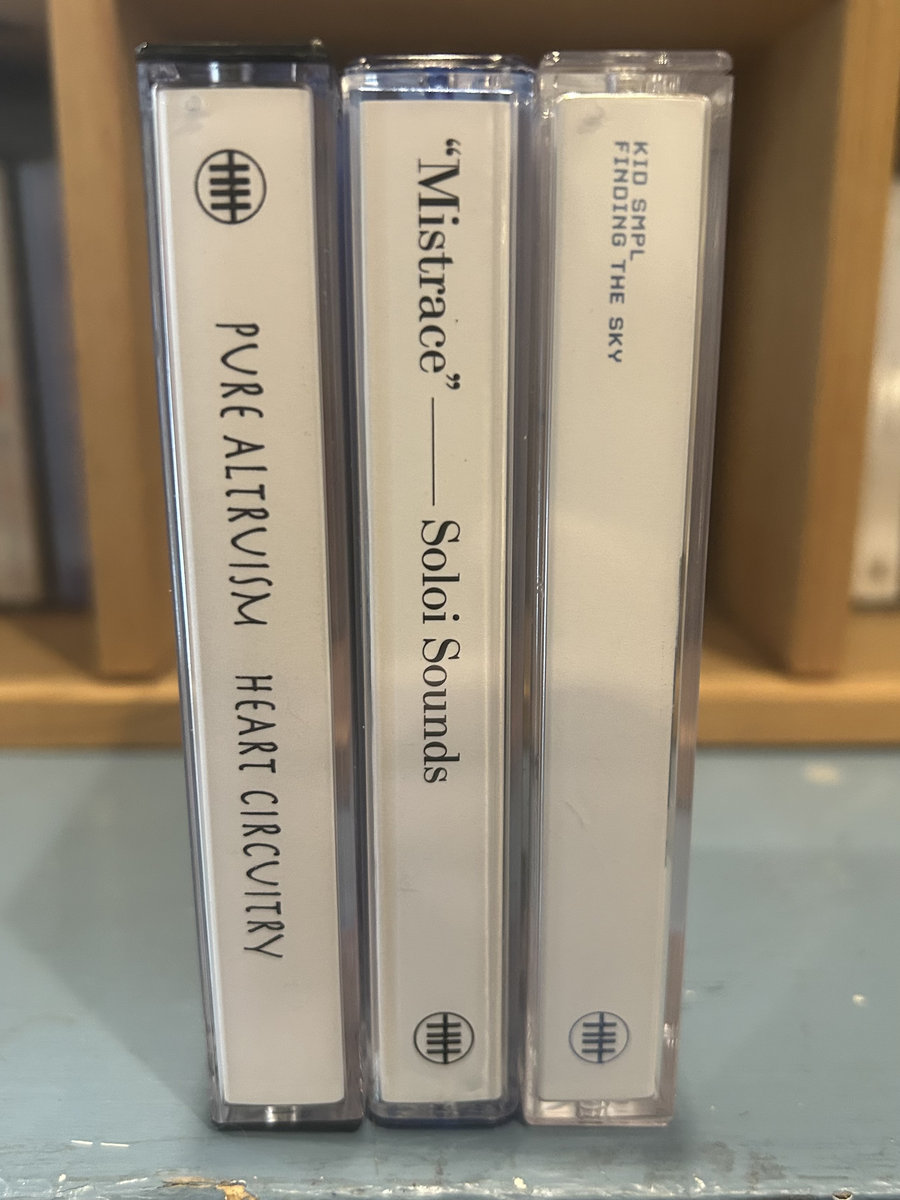 PURE ALTRUISM HEART CIRCUITRY
“Mistrace” — Soloi Sounds
KID SMPL
FINDING THE SKY